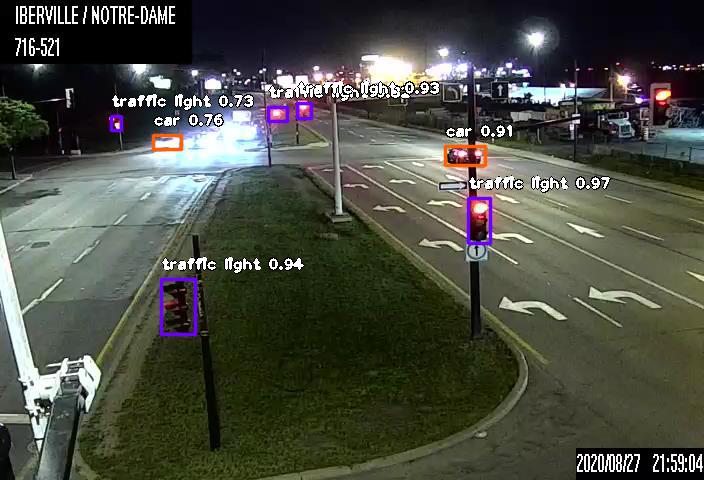 IBERVILLE / NOTRE-DAME
716-521
traffic light 0.93
traffic light 0.73
car 0.76
car 0.91
traffic light 0.97
traffic light 0.94
2020/08/27 21:59:04